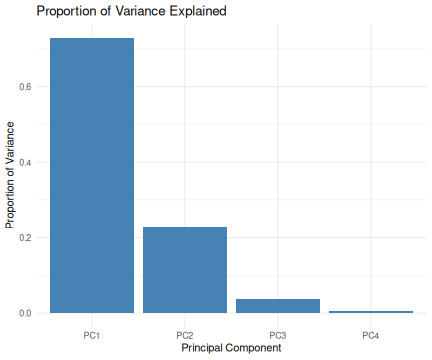 Proportion of Variance Explained
Proportion of Variance
0.6
0.4
0.2
0.0
PC1 PC2 PC3 PC4
Principal Component